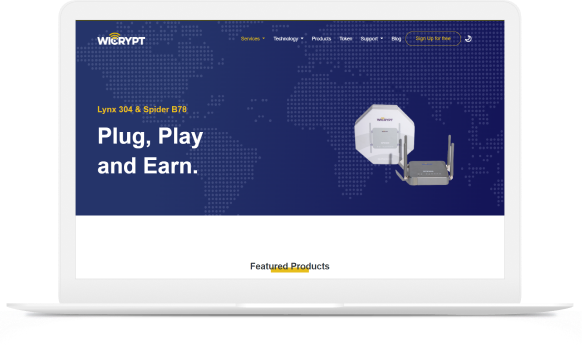 WICRYPT
Services Technology Products Token Support Blog Sign Up for free
Lynx 304 & Spider B78
Plug, Play
and Earn.
WICRYPT
Featured Products